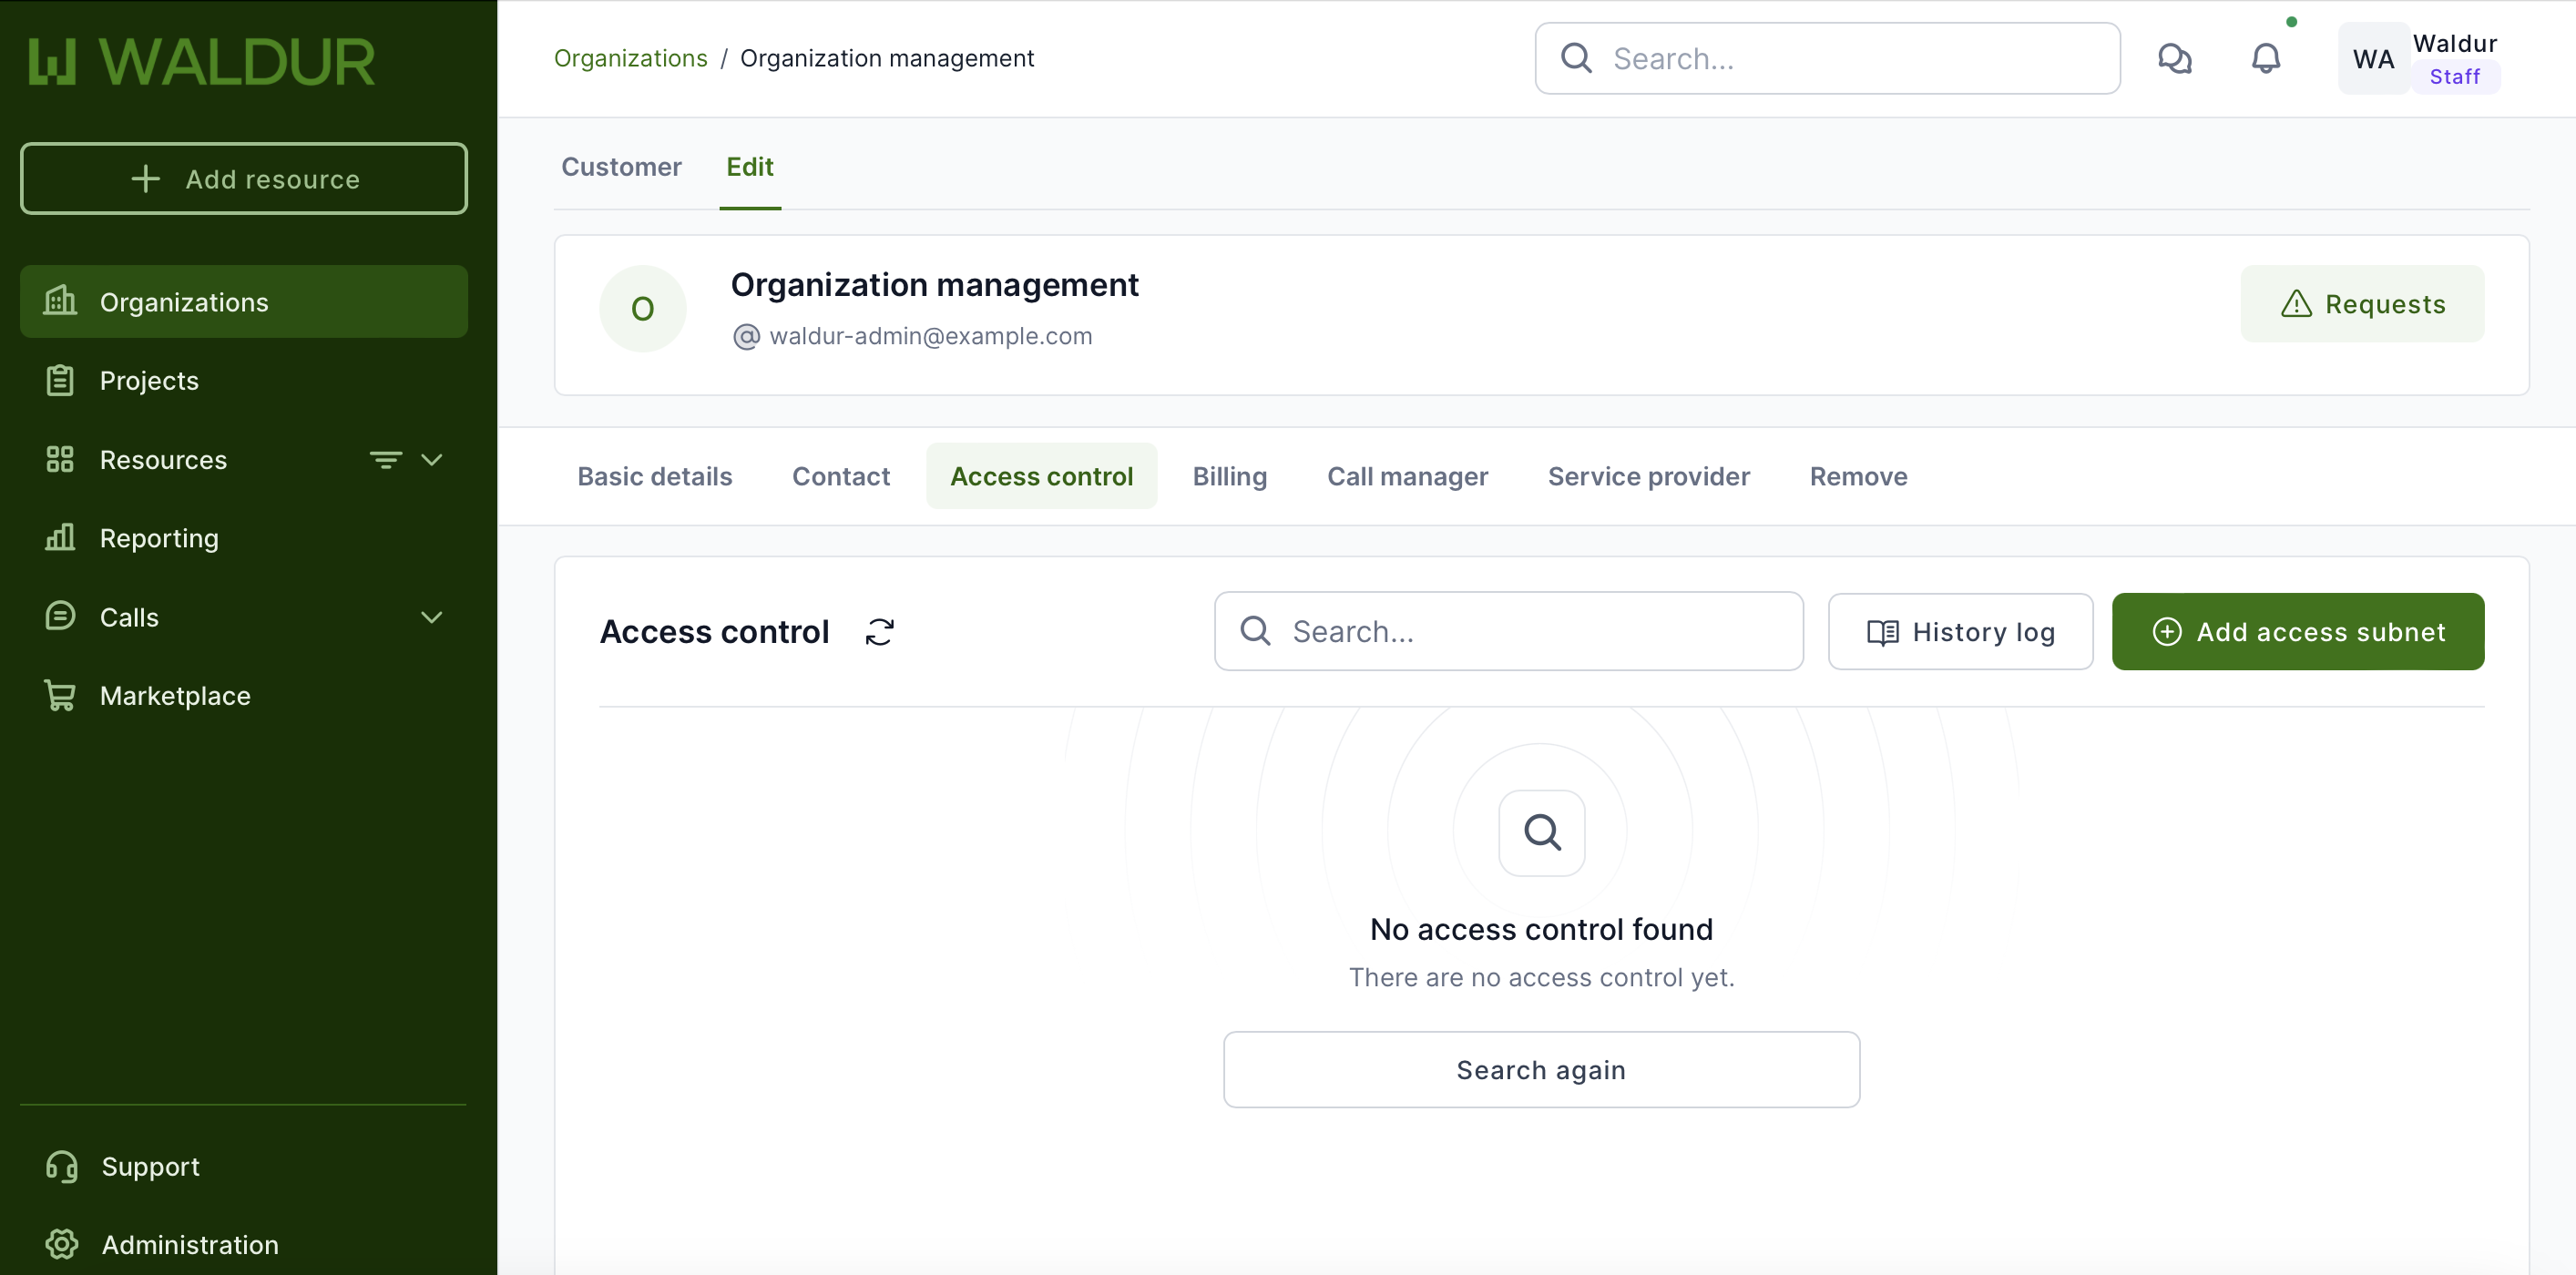 WALDUR
Add resource
Organizations
Projects
Resources
Reporting
Calls
Marketplace
Support
Administration
Organizations / Organization management
Search...
WA
Waldur
Staff
Customer
Edit
O
Organization management
@ waldur-admin@example.com
Requests
Basic details
Contact
Access control
Billing
Call manager
Service provider
Remove
Access control
Search...
History log
Add access subnet
No access control found
There are no access control yet.
Search again